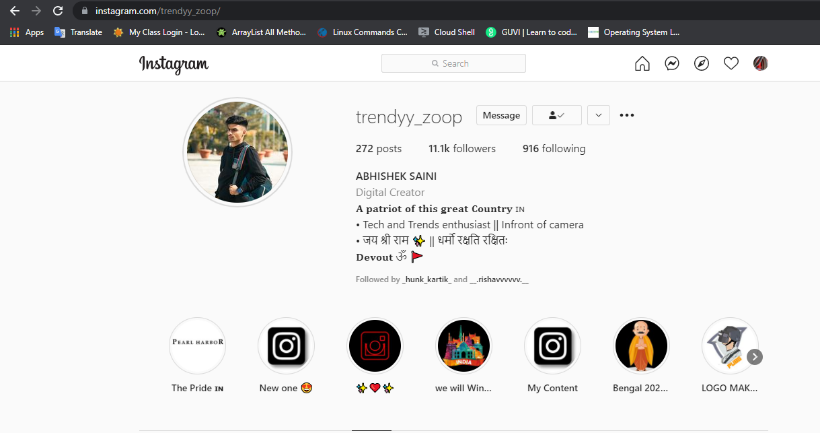 instagram.com/trendyy_zoop/
Apps Translate My Class Login - Lo... ArrayList All Metho... Linux Commands C... Cloud Shell GUVI | Learn to cod... Operating System L...
Instagram Search
trendyy_zoop Message
272 posts 11.1k followers 916 following
ABHISHEK SAINI
Digital Creator
A patriot of this great Country IN
• Tech and Trends enthusiast || Infront of camera
• जय श्री राम ✨ || धर्मो रक्षति रक्षितः
Devout ॐ 🚩
Followed by _hunk_kartik_ and __.rishavvvvvv.__
PEARL HARBOR
INDIA
The Pride IN New one 🤩 ✨❤️✨ we will Win... My Content Bengal 202... LOGO MAK...